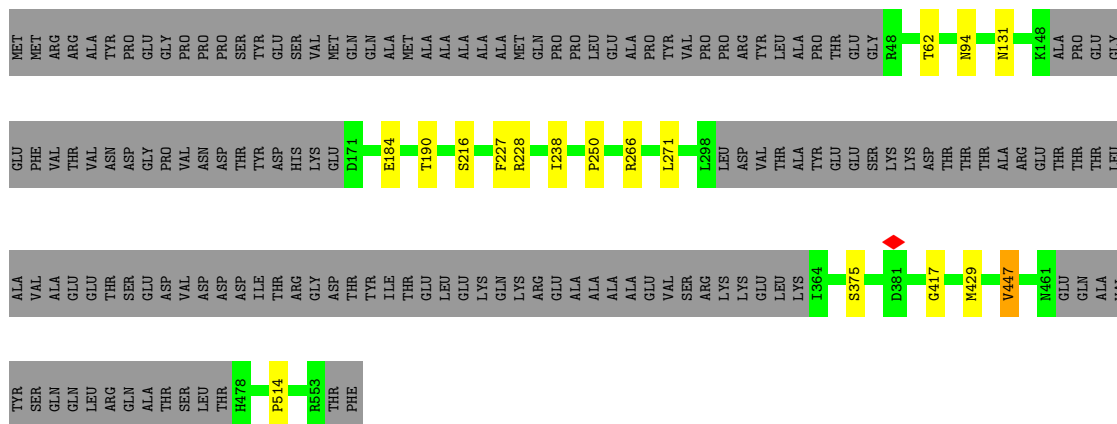 MET MET ARG ARG ALA TYR PRO GLU GLY PRO PRO PRO SER TYR GLU SER VAL MET GLN GLN ALA MET ALA ALA ALA ALA ALA MET GLN PRO PRO LEU GLU ALA PRO TYR VAL PRO PRO ARG TYR LEU ALA PRO THR GLU GLY R48 T62 N94 N131 K148 ALA PRO GLU GLY
GLU PHE VAL THR VAL ASN ASP GLY PRO VAL ASN ASP THR TYR ASP HIS LYS GLU D171 E184 T190 S216 F227 R228 I238 P250 R266 L271 L298 LEU ASP VAL THR ALA TYR GLU GLU SER LYS LYS ASP THR THR THR ALA ARG GLU THR THR THR LEU
ALA VAL ALA GLU GLU THR SER GLU ASP VAL ASP ASP ASP ILE THR ARG GLY ASP THR TYR ILE THR GLU LEU GLU LYS GLN LYS ARG GLU ALA ALA ALA ALA GLU VAL SER ARG LYS LYS GLU LEU LYS I364 S375 D381 G417 M429 V447 N461 GLU GLN ALA
TYR SER GLN GLN LEU ARG GLN ALA THR SER LEU THR H478 P514 R553 THR PHE